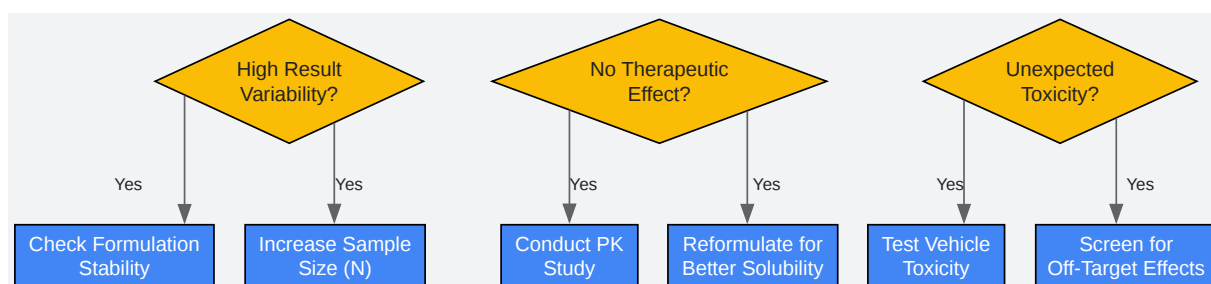 High Result
Variability?
No Therapeutic
Effect?
Unexpected
Toxicity?
Yes
Yes
Yes
Yes
Yes
Yes
Check Formulation
Stability
Increase Sample
Size (N)
Conduct PK
Study
Reformulate for
Better Solubility
Test Vehicle
Toxicity
Screen for
Off-Target Effects